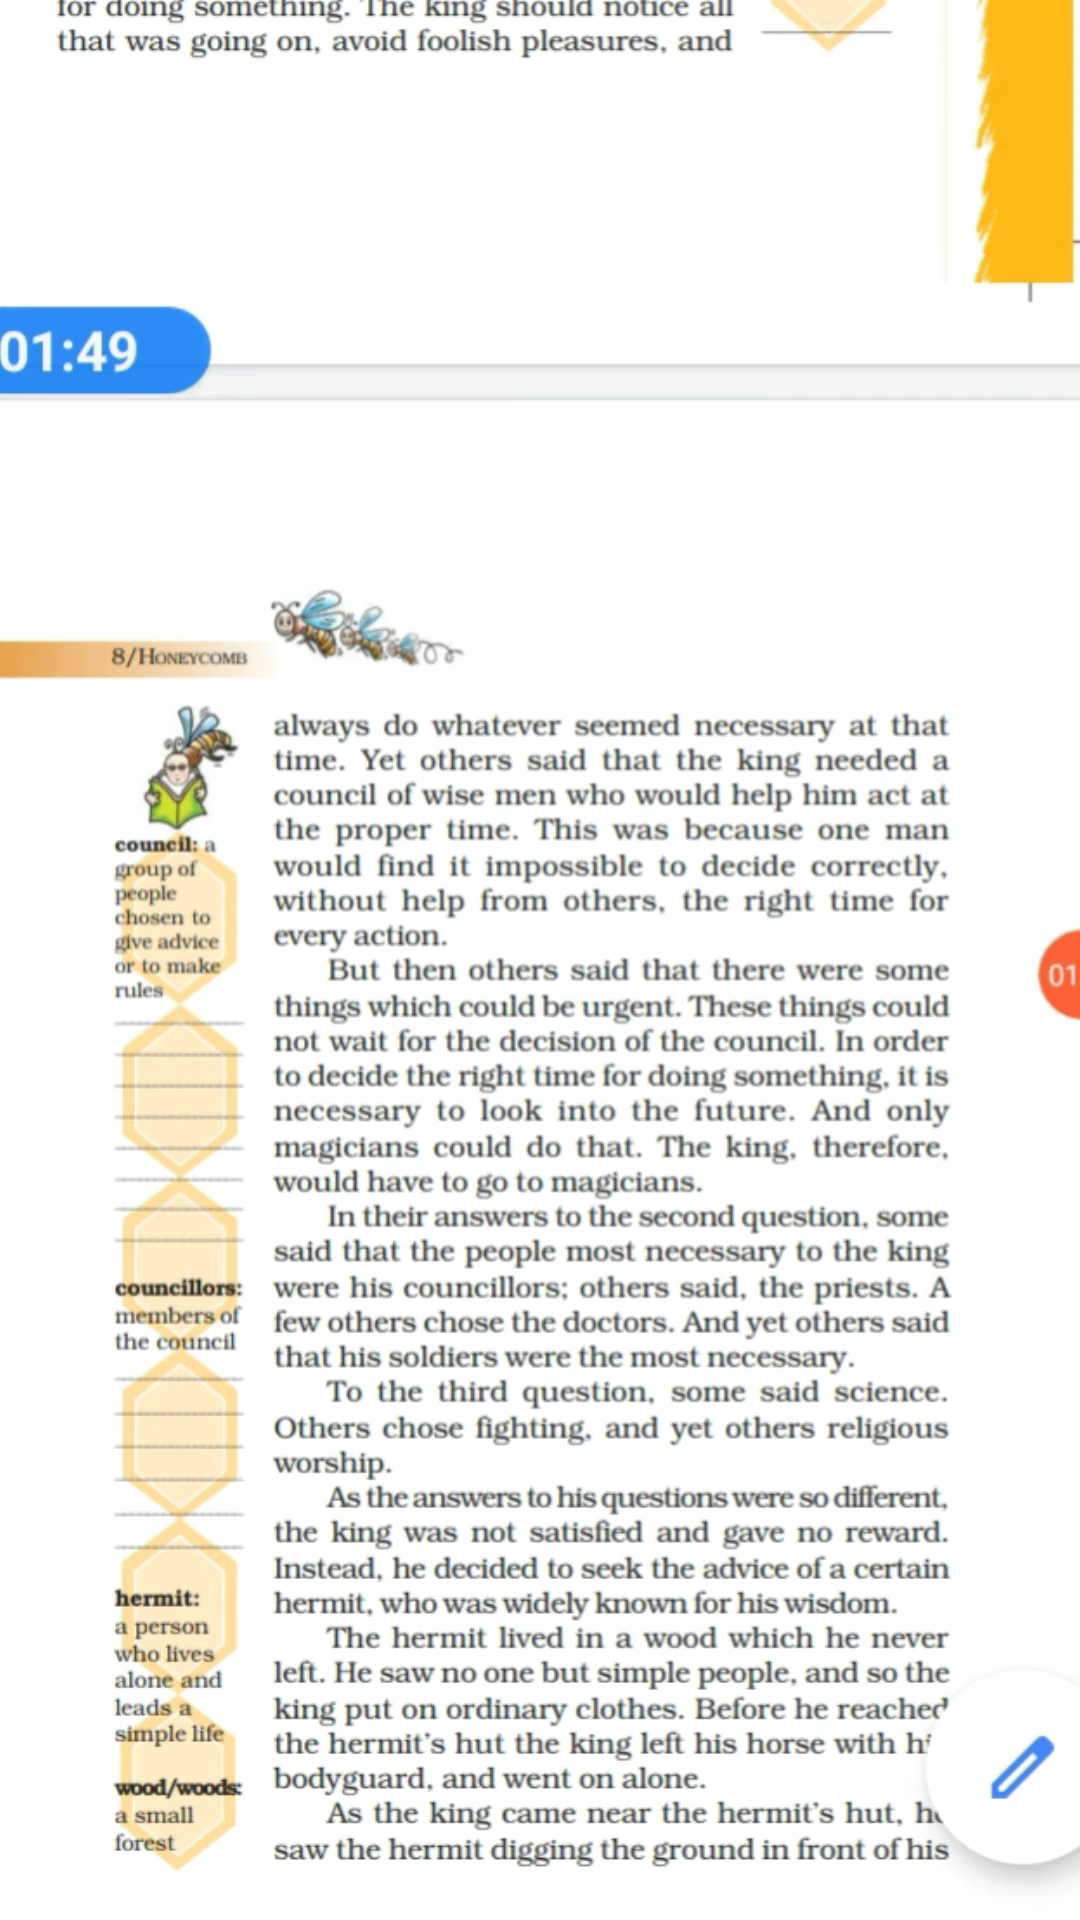 for doing something. The king should notice all
that was going on, avoid foolish pleasures, and
01:49
8/HONEYCOMB
always do whatever seemed necessary at that
time. Yet others said that the king needed a
council of wise men who would help him act at
the proper time. This was because one man
would find it impossible to decide correctly,
without help from others, the right time for
every action.
But then others said that there were some
things which could be urgent. These things could
not wait for the decision of the council. In order
to decide the right time for doing something, it is
necessary to look into the future. And only
magicians could do that. The king, therefore,
would have to go to magicians.
In their answers to the second question, some
said that the people most necessary to the king
were his councillors; others said, the priests. A
few others chose the doctors. And yet others said
that his soldiers were the most necessary.
To the third question, some said science.
Others chose fighting, and yet others religious
worship.
As the answers to his questions were so different,
the king was not satisfied and gave no reward.
Instead, he decided to seek the advice of a certain
hermit, who was widely known for his wisdom.
The hermit lived in a wood which he never
left. He saw no one but simple people, and so the
king put on ordinary clothes. Before he reached
the hermit's hut the king left his horse with hi
bodyguard, and went on alone.
As the king came near the hermit's hut, he
saw the hermit digging the ground in front of his
council: a
group of
people
chosen to
give advice
or to make
rules
councillors:
members of
the council
hermit:
a person
who lives
alone and
leads a
simple life
wood/woods:
a small
forest
01